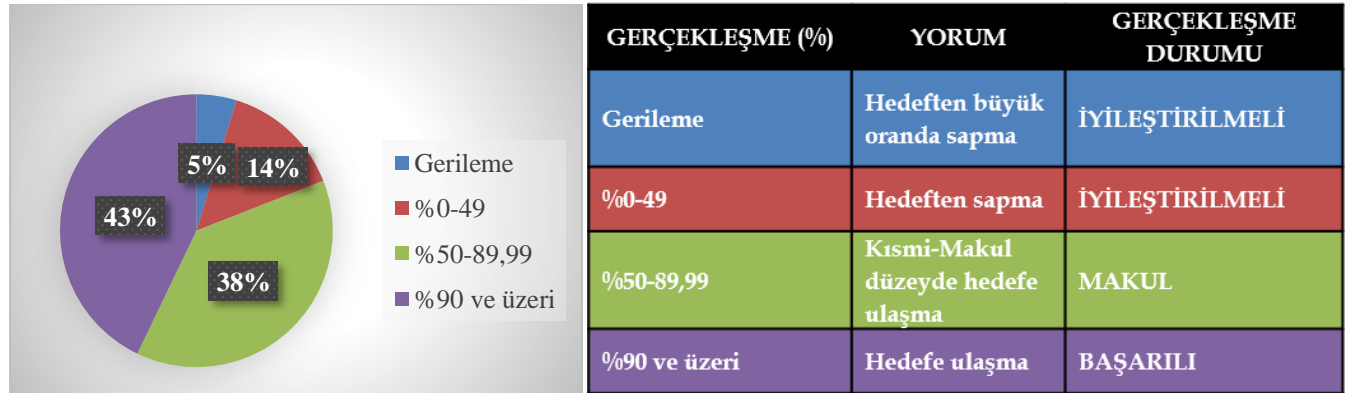 5%
14%
38%
43%
Gerileme
%0-49
%50-89,99
%90 ve üzeri
GERÇEKLEŞME (%)
YORUM
GERÇEKLEŞME
DURUMU
Gerileme
Hedeften büyük
oranda sapma
İYİLEŞTİRİLMELİ
%0-49
Hedeften sapma
İYİLEŞTİRİLMELİ
%50-89,99
Kısmi-Makul
düzeyde hedefe
ulaşma
MAKUL
%90 ve üzeri
Hedefe ulaşma
BAŞARILI